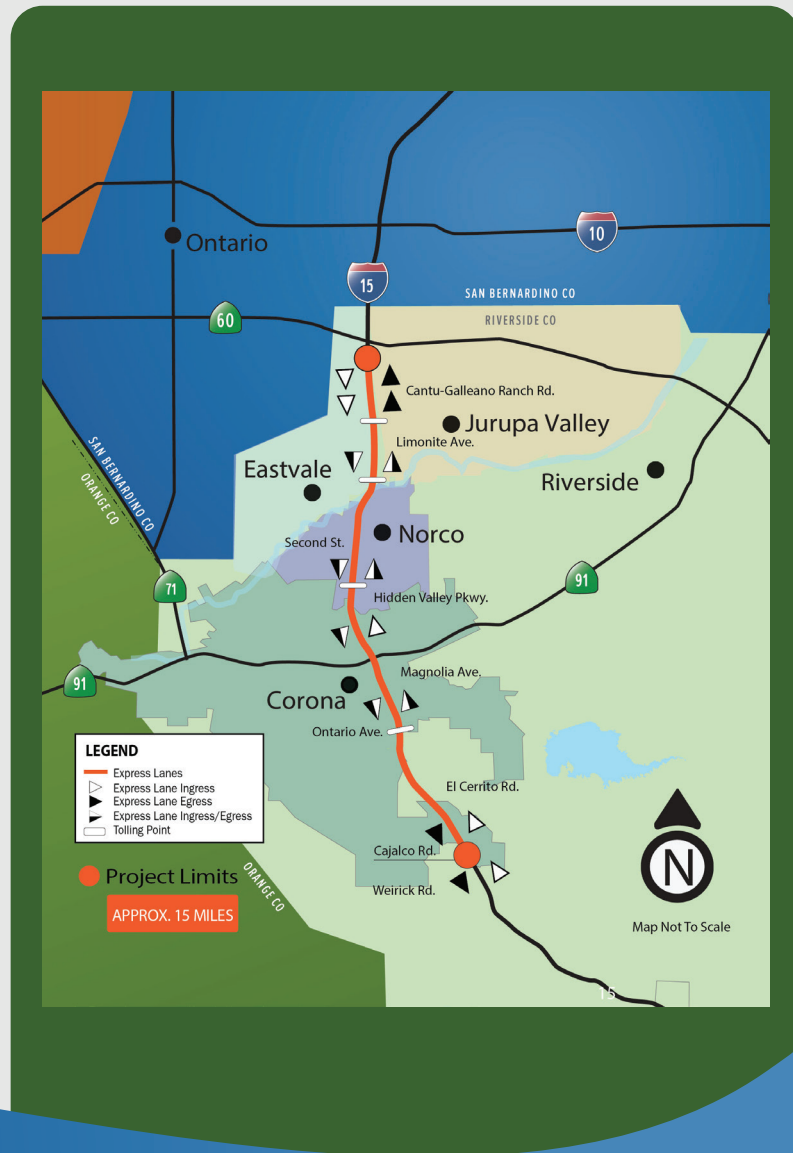 Ontario
10
15
SAN BERNARDINO CO
RIVERSIDE CO
60
Cantu-Galleano Ranch Rd.
Jurupa Valley
Limonite Ave.
SAN BERNARDINO CO
ORANGE CO
Eastvale
Riverside
Second St.
Norco
71
91
Hidden Valley Pkwy.
91
Magnolia Ave.
Corona
Ontario Ave.
LEGEND
Express Lanes
Express Lane Ingress
Express Lane Egress
Express Lane Ingress/Egress
Tolling Point
El Cerrito Rd.
Cajalco Rd.
Weirick Rd.
N
Map Not To Scale
Project Limits
APPROX. 15 MILES
ORANGE CO
15